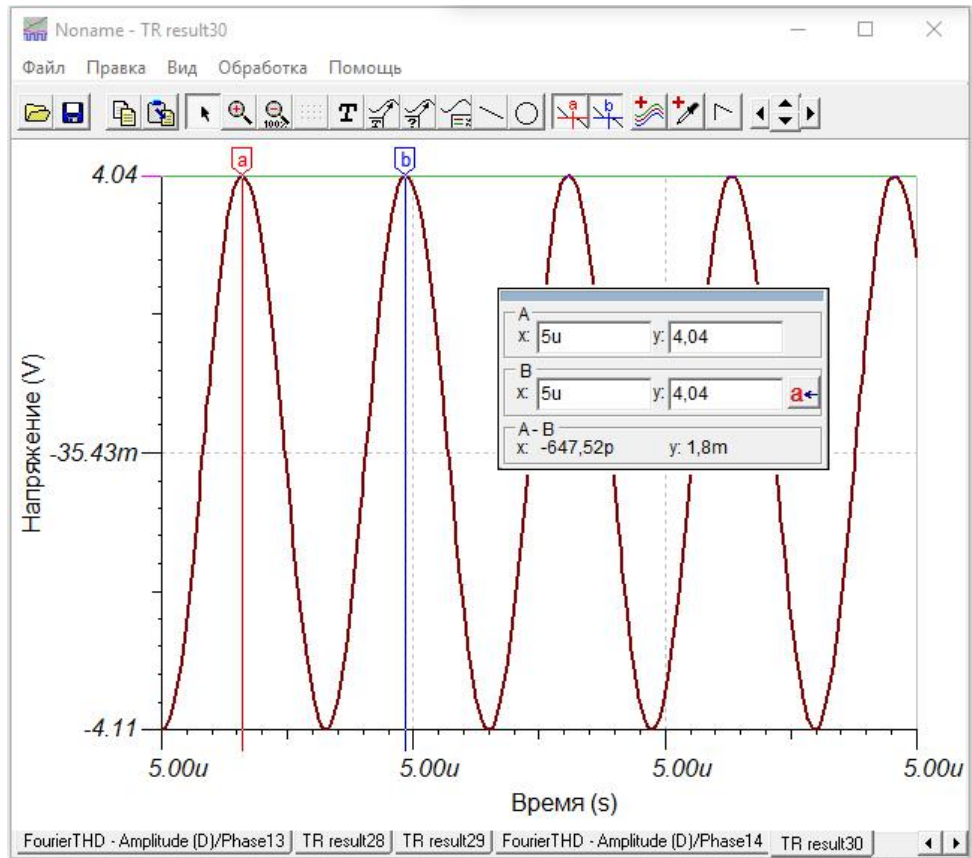 Noname - TR result30
Файл Правка Вид Обработка Помощь
T 100% T ? a b
a b
4.04
A
x: 5u y: 4,04
B
x: 5u y: 4,04 a
A - B
x: -647,52p y: 1,8m
Напряжение (V)
-35.43m
-4.11
5.00u 5.00u 5.00u 5.00u
Время (s)
FourierTHD - Amplitude (D)/Phase13 TR result28 TR result29 FourierTHD - Amplitude (D)/Phase14 TR result30